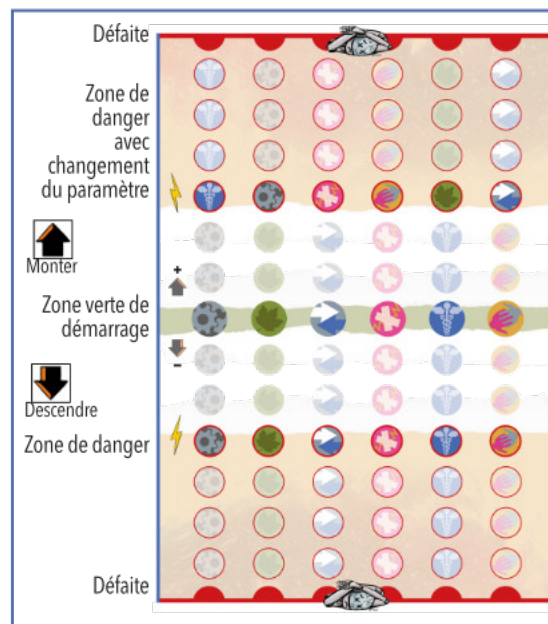 Défaite
Zone de
danger
avec
changement
du paramètre
Monter
+
Zone verte de
démarrage
–
Descendre
Zone de danger
Défaite